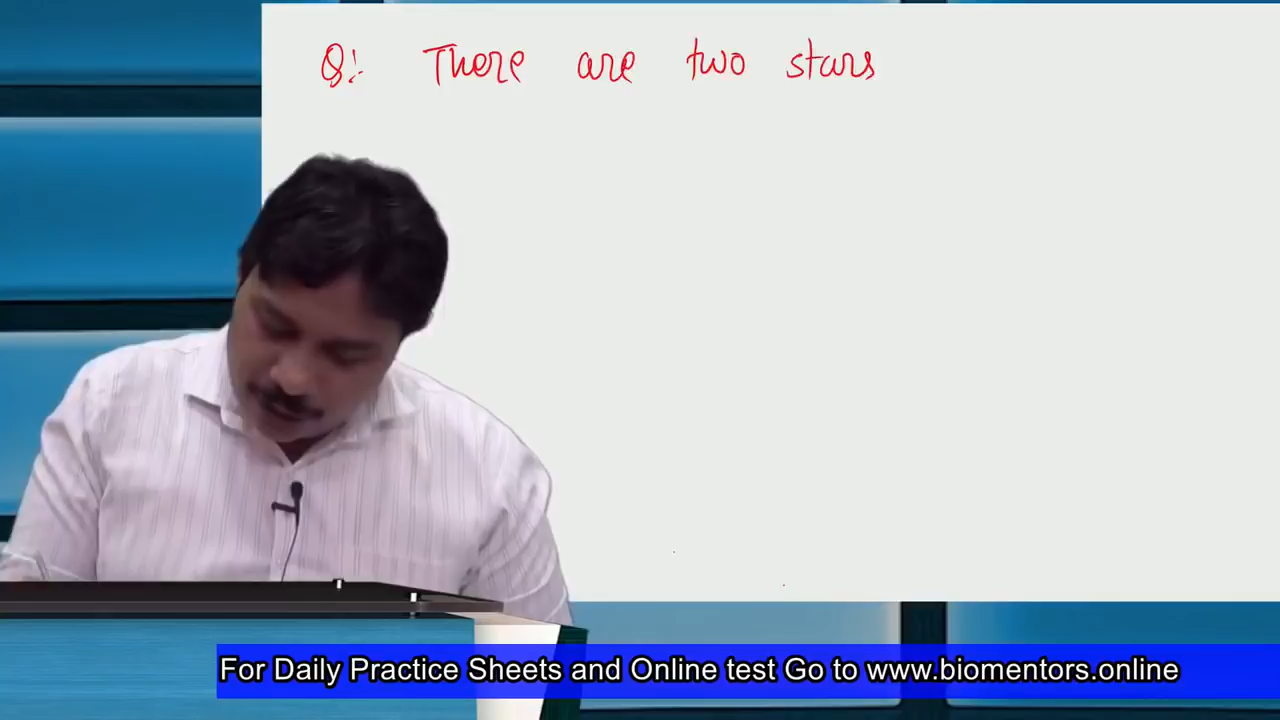 Q:- There are two stars
For Daily Practice Sheets and Online test Go to www.biomentors.online